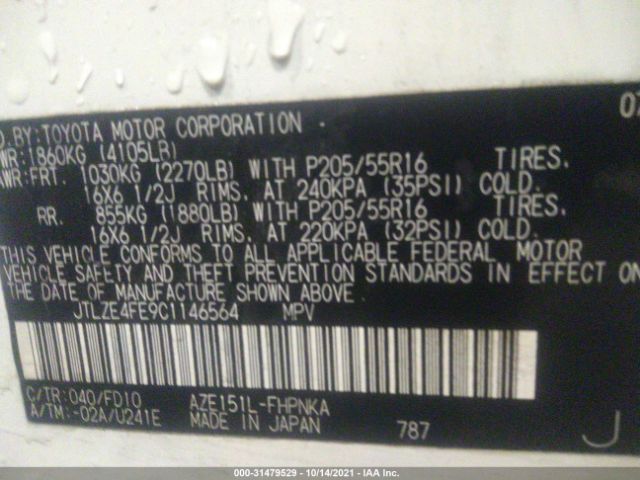 07
D. BY: TOYOTA MOTOR CORPORATION
WR: 1860KG (4105LB)
AWR: FRT. 1030KG (2270LB) WITH P205/55R16 TIRES,
16X6 1/2J RIMS, AT 240KPA (35PSI) COLD.
RR. 855KG (1880LB) WITH P205/55R16 TIRES,
16X6 1/2J RIMS, AT 220KPA (32PSI) COLD.
THIS VEHICLE CONFORMS TO ALL APPLICABLE FEDERAL MOTOR
VEHICLE SAFETY AND THEFT PREVENTION STANDARDS IN EFFECT ON
THE DATE OF MANUFACTURE SHOWN ABOVE.
JTLZE4FE9C1146564 MPV
C/TR: 040/FD10 AZE151L-FHPNKA
A/TM: -02A/U241E MADE IN JAPAN 787 J
000-31479529 - 10/14/2021 - IAA Inc.